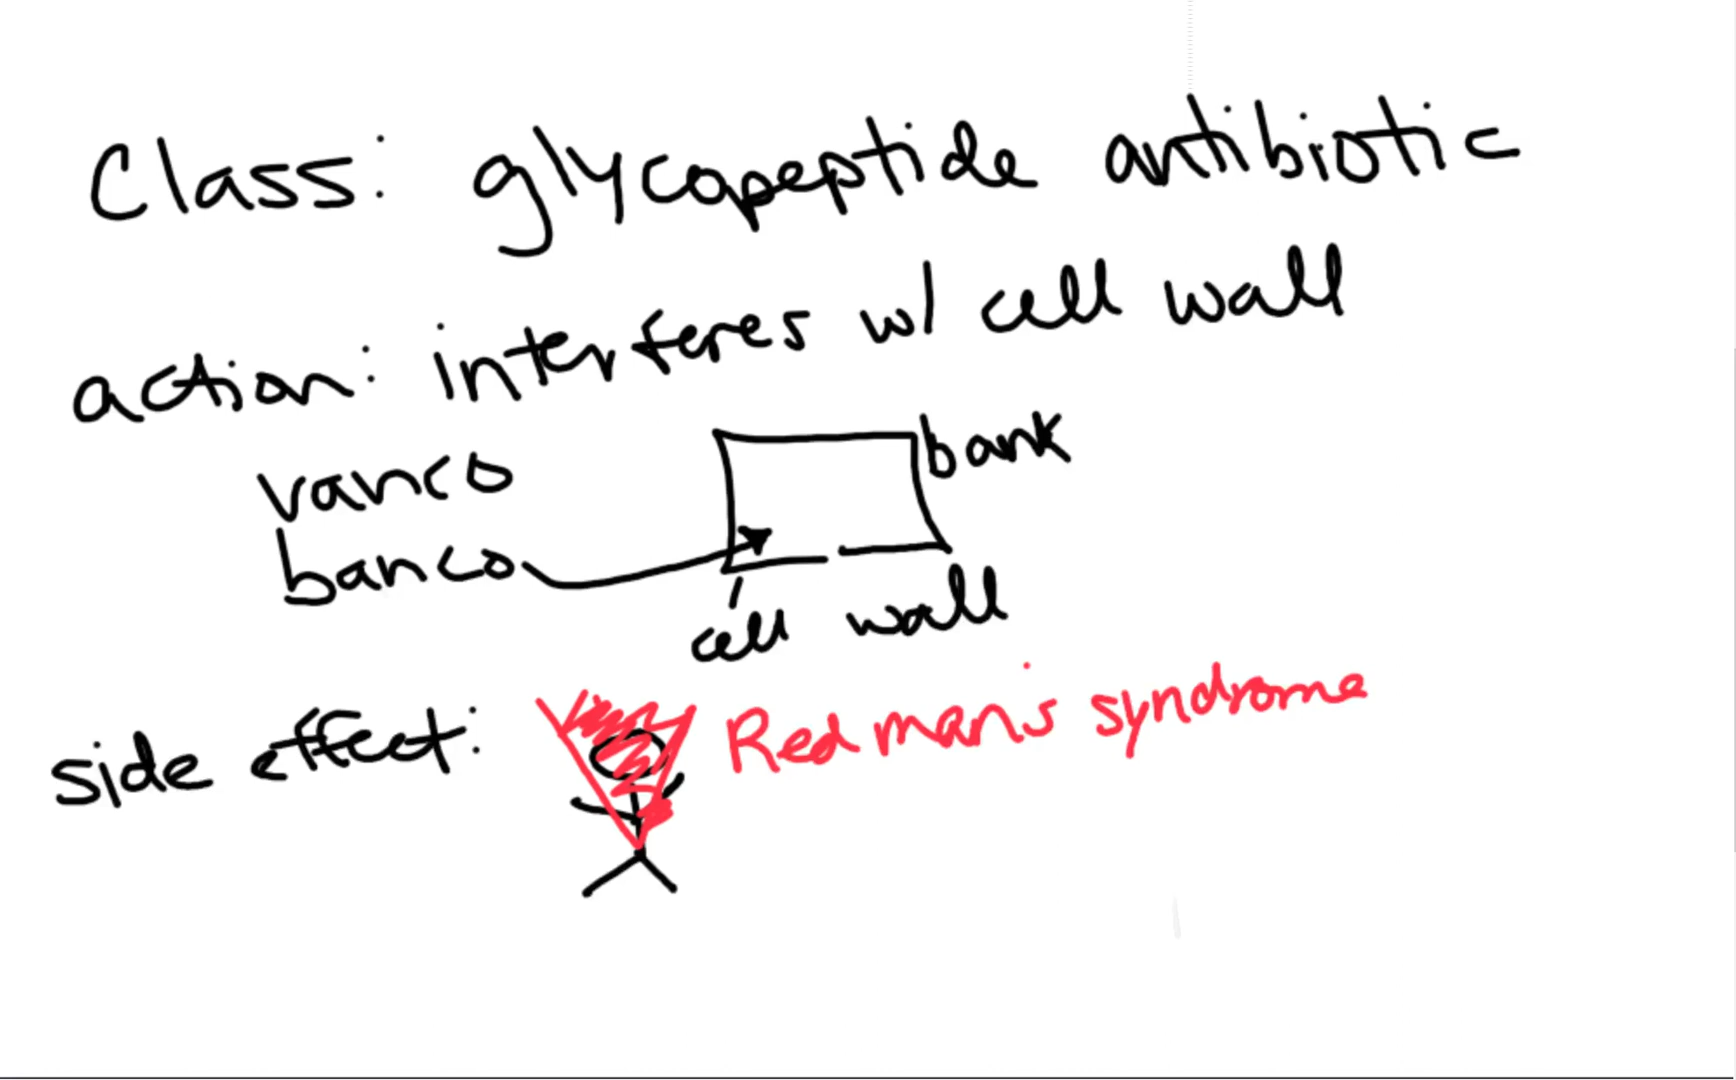 Class: glycopeptide antibiotic
action: interferes w/ cell wall
vanco
bank
banco
cell wall
side effect: Red man's syndrome